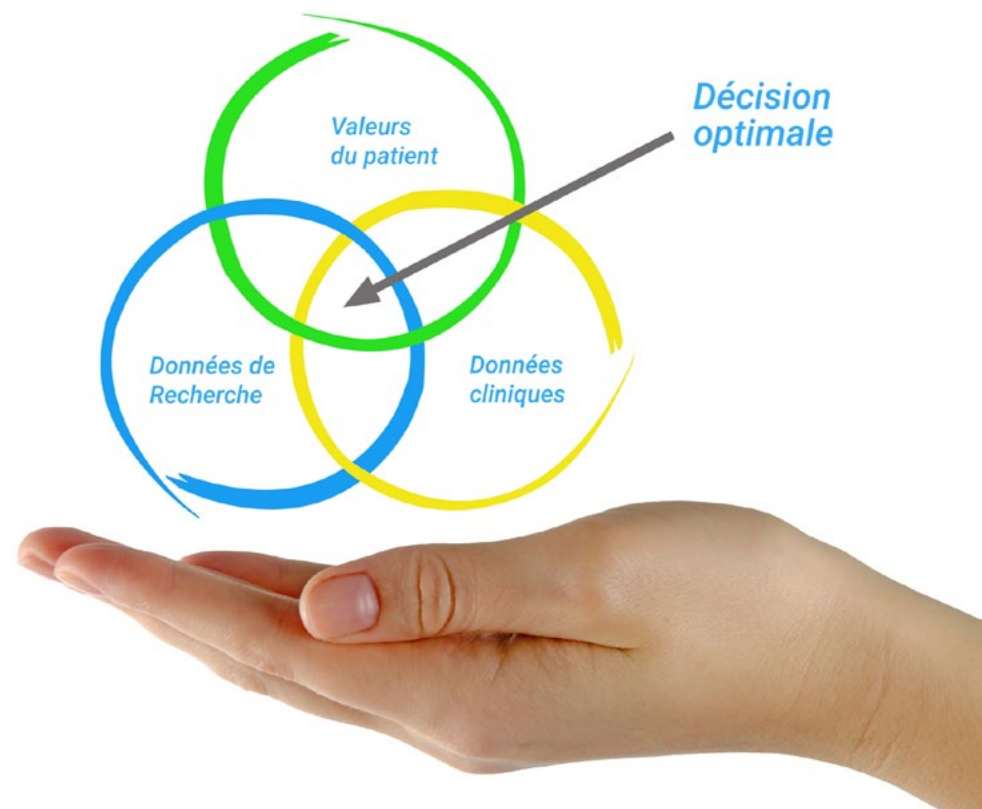 Valeurs
du patient
Décision
optimale
Données de
Recherche
Données
cliniques